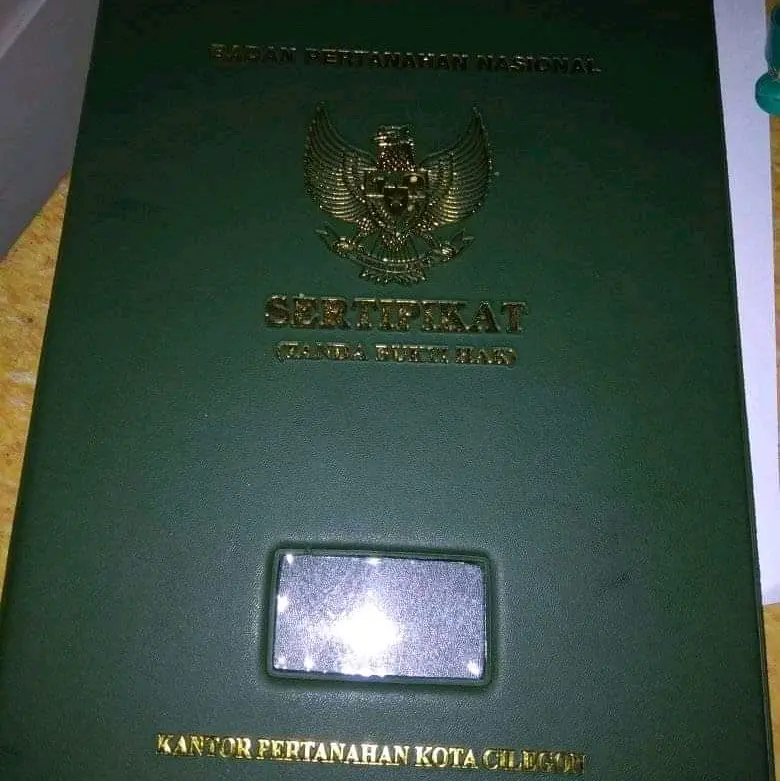 BADAN PERTANAHAN NASIONAL
SERTIPIKAT
(TANDA BUKTI HAK)
KANTOR PERTANAHAN KOTA CILEGON